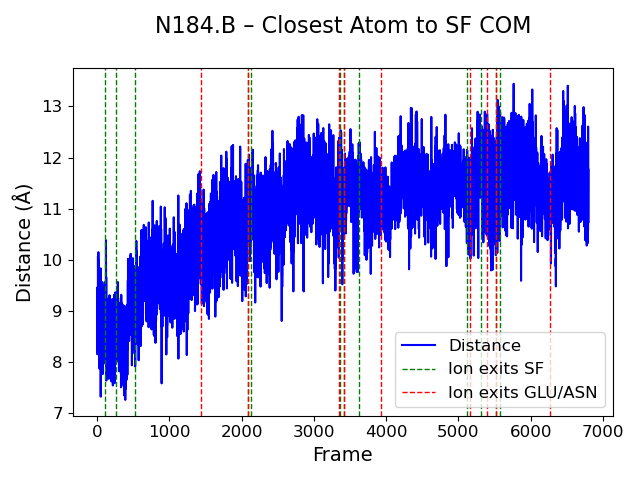 N184.B – Closest Atom to SF COM
Distance (Å)
13
12
11
10
9
8
7
0 1000 2000 3000 4000 5000 6000 7000
Frame
Distance
Ion exits SF
Ion exits GLU/ASN